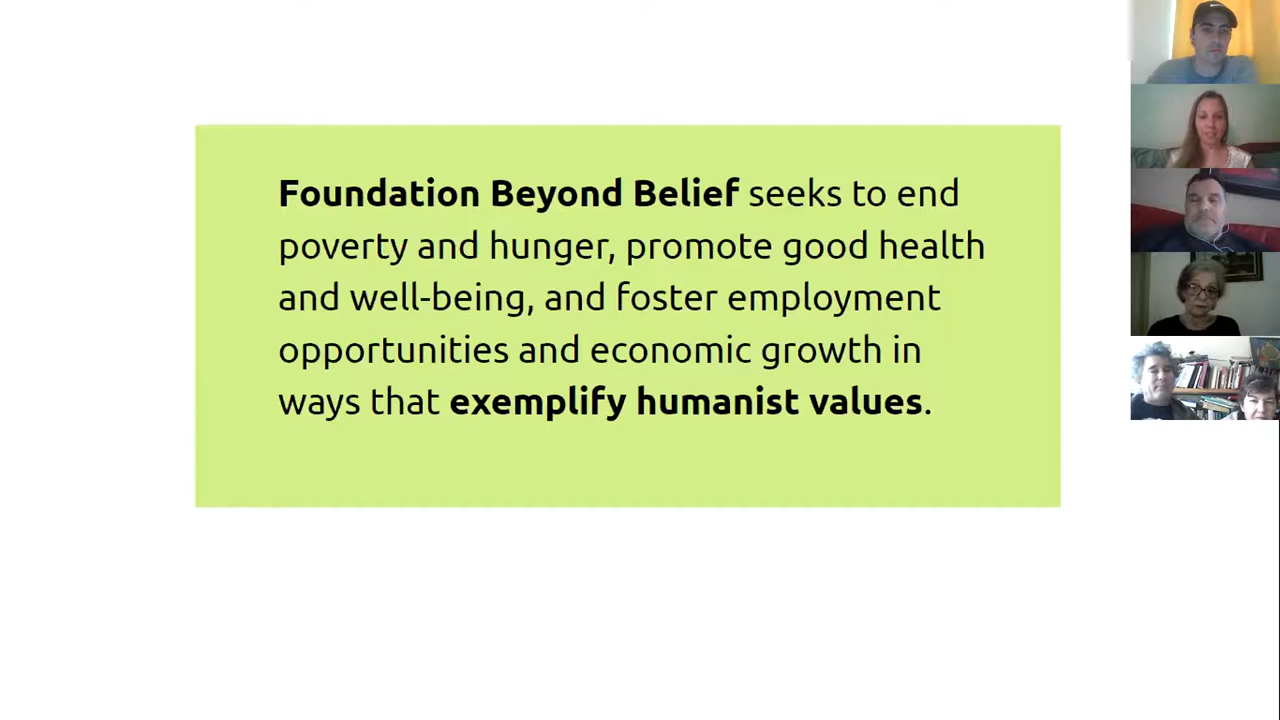 Foundation Beyond Belief seeks to end
poverty and hunger, promote good health
and well-being, and foster employment
opportunities and economic growth in
ways that exemplify humanist values.